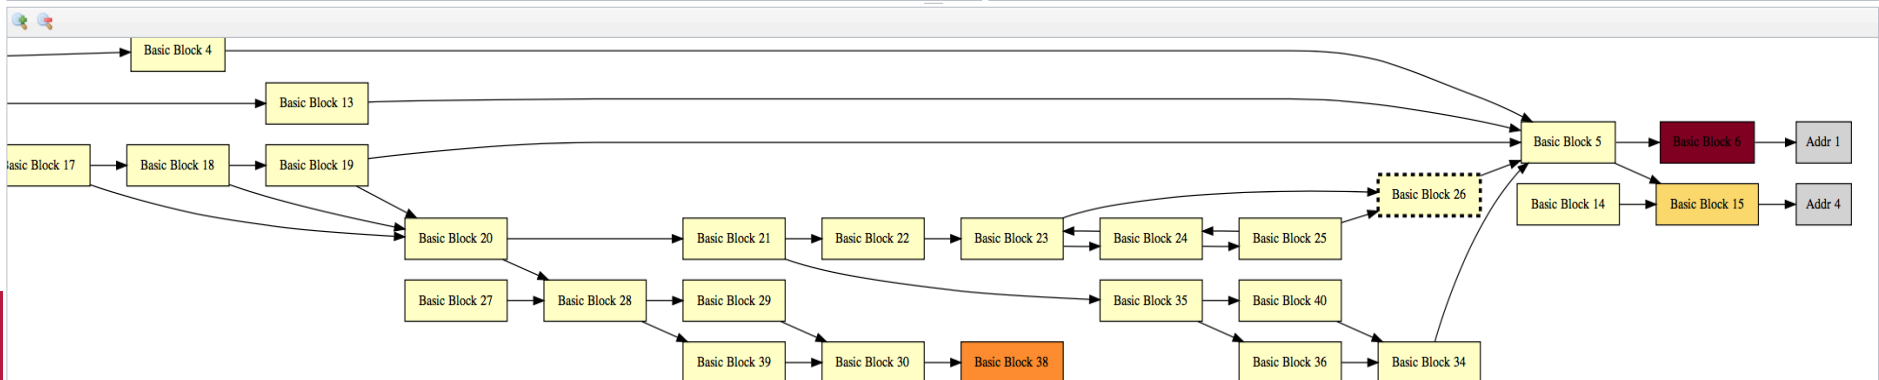 Basic Block 4
Basic Block 13
Basic Block 17
Basic Block 18
Basic Block 19
Basic Block 5
Basic Block 6
Addr 1
Basic Block 26
Basic Block 14
Basic Block 15
Addr 4
Basic Block 20
Basic Block 21
Basic Block 22
Basic Block 23
Basic Block 24
Basic Block 25
Basic Block 27
Basic Block 28
Basic Block 29
Basic Block 35
Basic Block 40
Basic Block 39
Basic Block 30
Basic Block 38
Basic Block 36
Basic Block 34